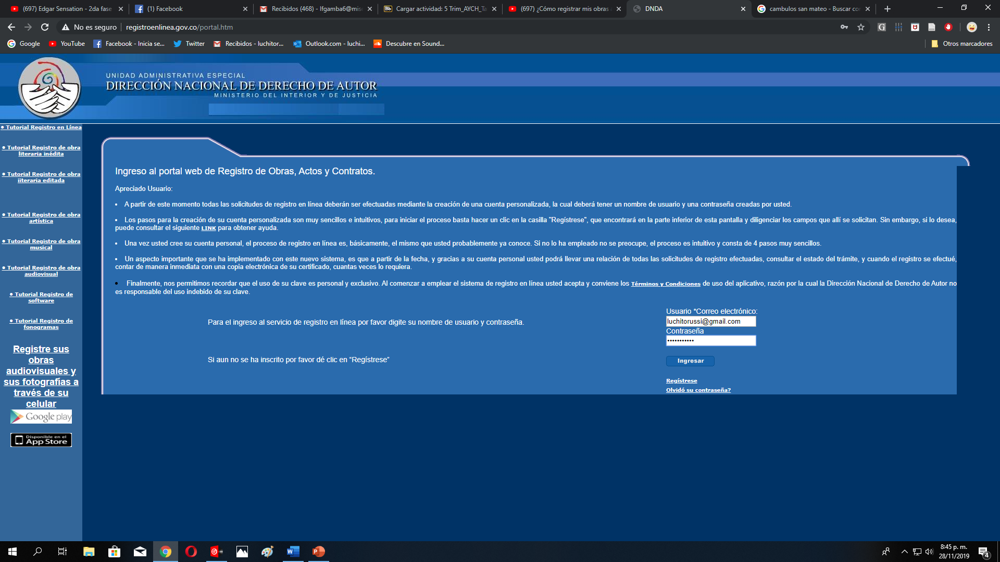 (697) Edgar Sensation - 2da fase
(1) Facebook
Recibidos (468) - lfgamba6@mis
Cargar actividad: 5 Trim_AYCH_Ta
(697) ¿Cómo registrar mis obras
DNDA
cambulos san mateo - Buscar co
No es seguro
registroenlinea.gov.co/portal.htm
Google
YouTube
Facebook - Inicia se...
Twitter
Recibidos - luchitor...
Outlook.com - luchi...
Descubre en Sound...
Otros marcadores
UNIDAD ADMINISTRATIVA ESPECIAL
DIRECCIÓN NACIONAL DE DERECHO DE AUTOR
MINISTERIO DEL INTERIOR Y DE JUSTICIA
• Tutorial Registro en Línea
• Tutorial Registro de obra
literaria inédita
• Tutorial Registro de obra
literaria editada
• Tutorial Registro de obra
artística
• Tutorial Registro de obra
musical
• Tutorial Registro de obra
audiovisual
• Tutorial Registro de
software
• Tutorial Registro de
fonogramas
Registre sus
obras
audiovisuales y
sus fotografías a
través de su
celular
Google play
Disponible en el
App Store
Ingreso al portal web de Registro de Obras, Actos y Contratos.
Apreciado Usuario:
• A partir de este momento todas las solicitudes de registro en línea deberán ser efectuadas mediante la creación de una cuenta personalizada, la cual deberá tener un nombre de usuario y una contraseña creadas por usted.
• Los pasos para la creación de su cuenta personalizada son muy sencillos e intuitivos, para iniciar el proceso basta hacer un clic en la casilla "Regístrese", que encontrará en la parte inferior de esta pantalla y diligenciar los campos que allí se solicitan. Sin embargo, si lo desea,
puede consultar el siguiente LINK para obtener ayuda.
• Una vez usted cree su cuenta personal, el proceso de registro en línea es, básicamente, el mismo que usted probablemente ya conoce. Si no lo ha empleado no se preocupe, el proceso es intuitivo y consta de 4 pasos muy sencillos.
• Un aspecto importante que se ha implementado con este nuevo sistema, es que a partir de la fecha, y gracias a su cuenta personal usted podrá llevar una relación de todas las solicitudes de registro efectuadas, consultar el estado del trámite, y cuando el registro se efectué,
contar de manera inmediata con una copia electrónica de su certificado, cuantas veces lo requiera.
• Finalmente, nos permitimos recordar que el uso de su clave es personal y exclusivo. Al comenzar a emplear el sistema de registro en línea usted acepta y conviene los Términos y Condiciones de uso del aplicativo, razón por la cual la Dirección Nacional de Derecho de Autor no
es responsable del uso indebido de su clave.
Para el ingreso al servicio de registro en línea por favor digite su nombre de usuario y contraseña.
Si aun no se ha inscrito por favor dé clic en “Regístrese”
Usuario *Correo electrónico:
luchitorussi@gmail.com
Contraseña
•••••••••••
Ingresar
Regístrese
Olvidó su contraseña?
8:45 p. m.
28/11/2019
4